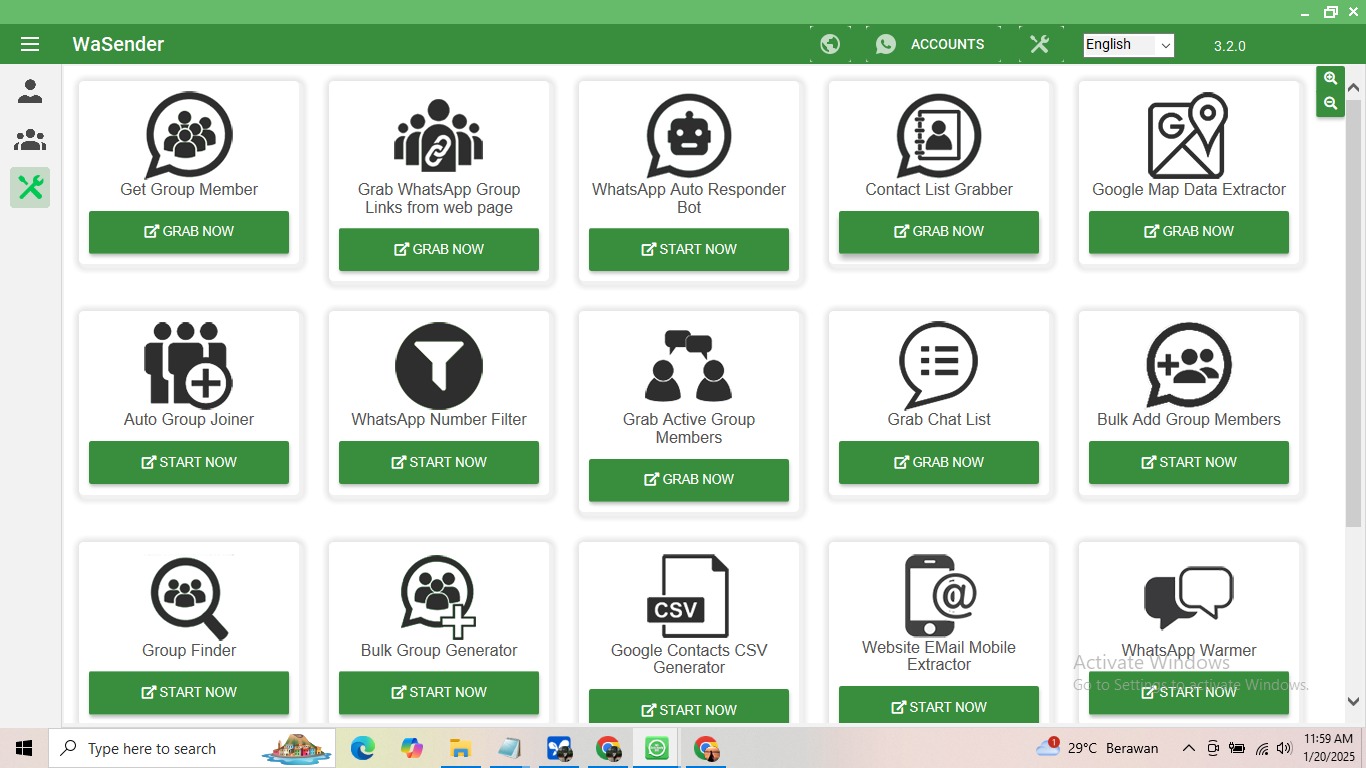 WaSender
ACCOUNTS
English
3.2.0
Get Group Member
GRAB NOW
Grab WhatsApp Group
Links from web page
GRAB NOW
WhatsApp Auto Responder
Bot
START NOW
Contact List Grabber
GRAB NOW
G
Google Map Data Extractor
GRAB NOW
Auto Group Joiner
START NOW
WhatsApp Number Filter
START NOW
Grab Active Group
Members
GRAB NOW
Grab Chat List
GRAB NOW
Bulk Add Group Members
START NOW
Group Finder
START NOW
Bulk Group Generator
START NOW
CSV
Google Contacts CSV
Generator
START NOW
@
Website EMail Mobile
Extractor
START NOW
WhatsApp Warmer
START NOW
Activate Windows
Go to Settings to activate Windows.
Type here to search
1
29°C Berawan
11:59 AM
1/20/2025